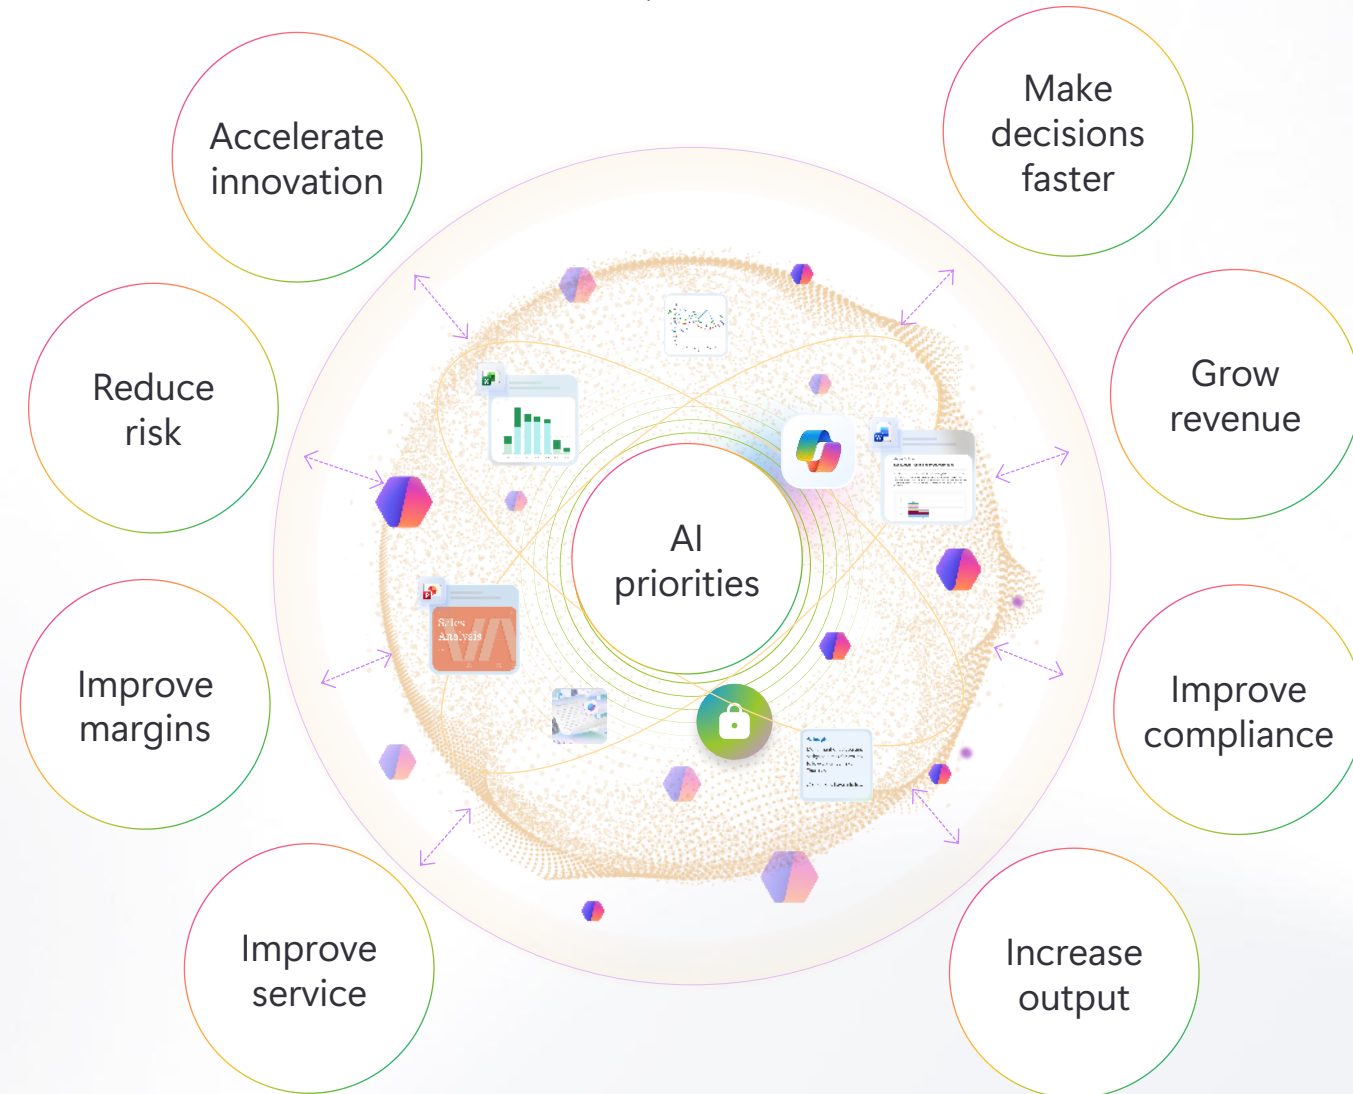 Make
decisions
faster
Accelerate
innovation
Reduce
risk
Grow
revenue
AI
priorities
Sales
Analysis
Improve
margins
Improve
compliance
Improve
service
Increase
output